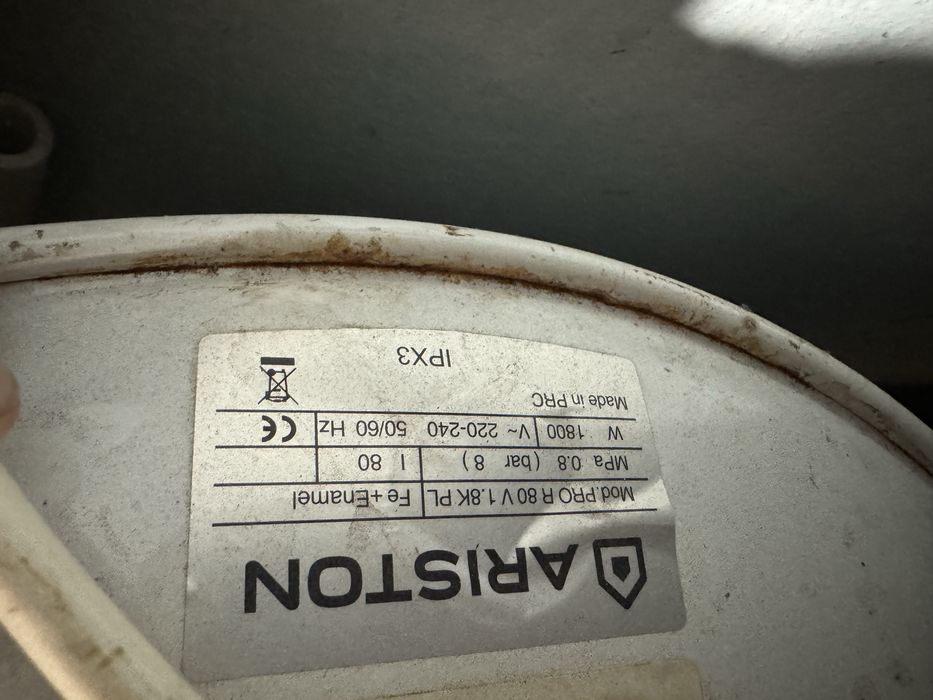 ARISTON
Mod.PRO R 80 V 1.8K PL Fe+Enamel
MPa 0.8 (bar 8) l 80
W 1800 V~ 220-240 50/60 Hz CE
Made in PRC
IPX3